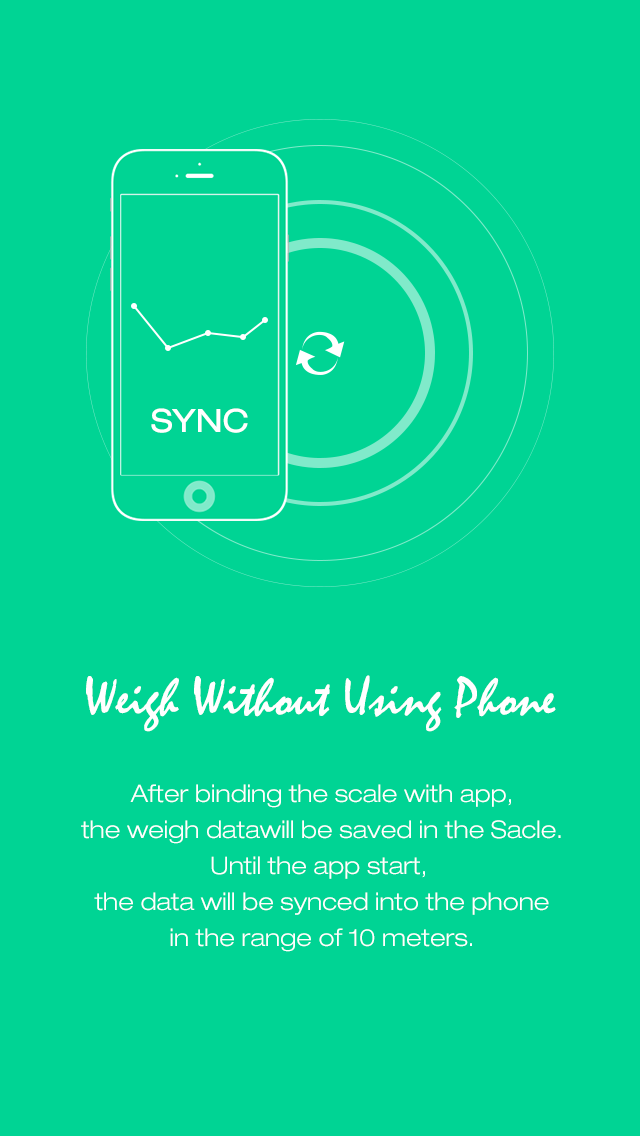 SYNC
Weigh Without Using Phone
After binding the scale with app,
the weigh datawill be saved in the Sacle.
Until the app start,
the data will be synced into the phone
in the range of 10 meters.